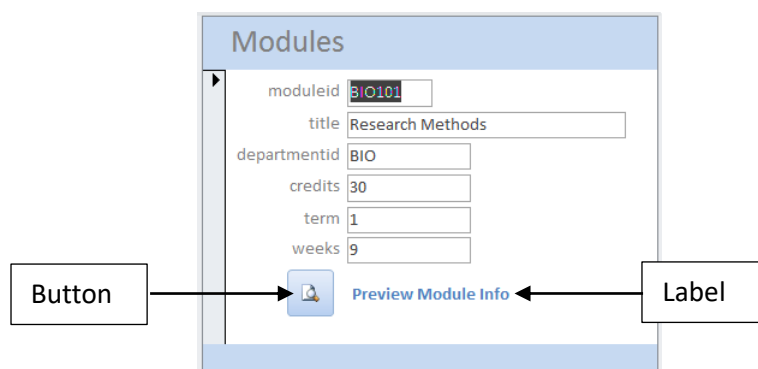 Modules
moduleid BIO101
title Research Methods
departmentid BIO
credits 30
term 1
weeks 9
Button Preview Module Info Label